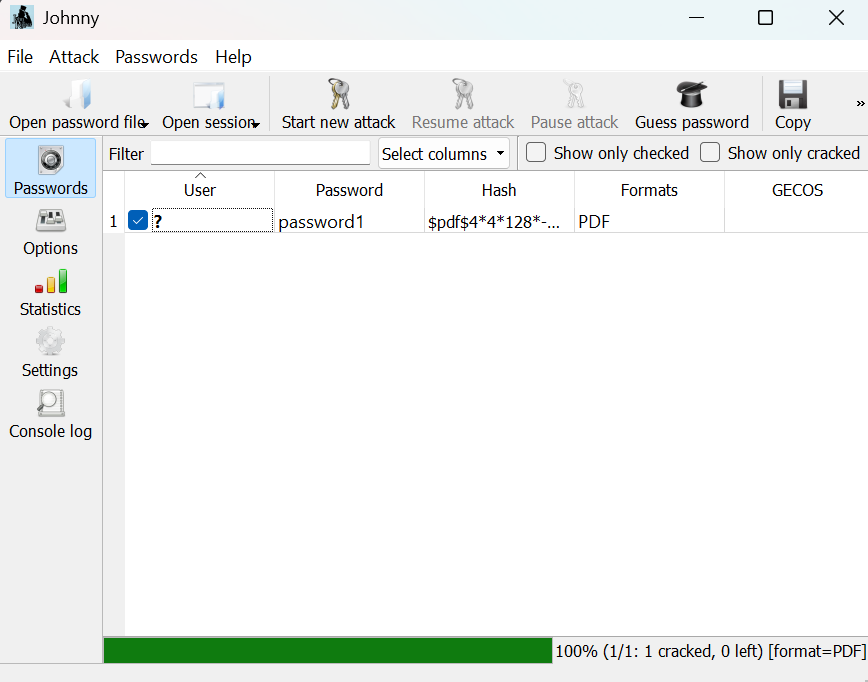 Johnny
File Attack Passwords Help
Open password file Open session Start new attack Resume attack Pause attack Guess password Copy »
Passwords
Options
Statistics
Settings
Console log
Filter Select columns Show only checked Show only cracked
User Password Hash Formats GECOS
1 ? password1 $pdf$4*4*128*-... PDF
100% (1/1: 1 cracked, 0 left) [format=PDF]